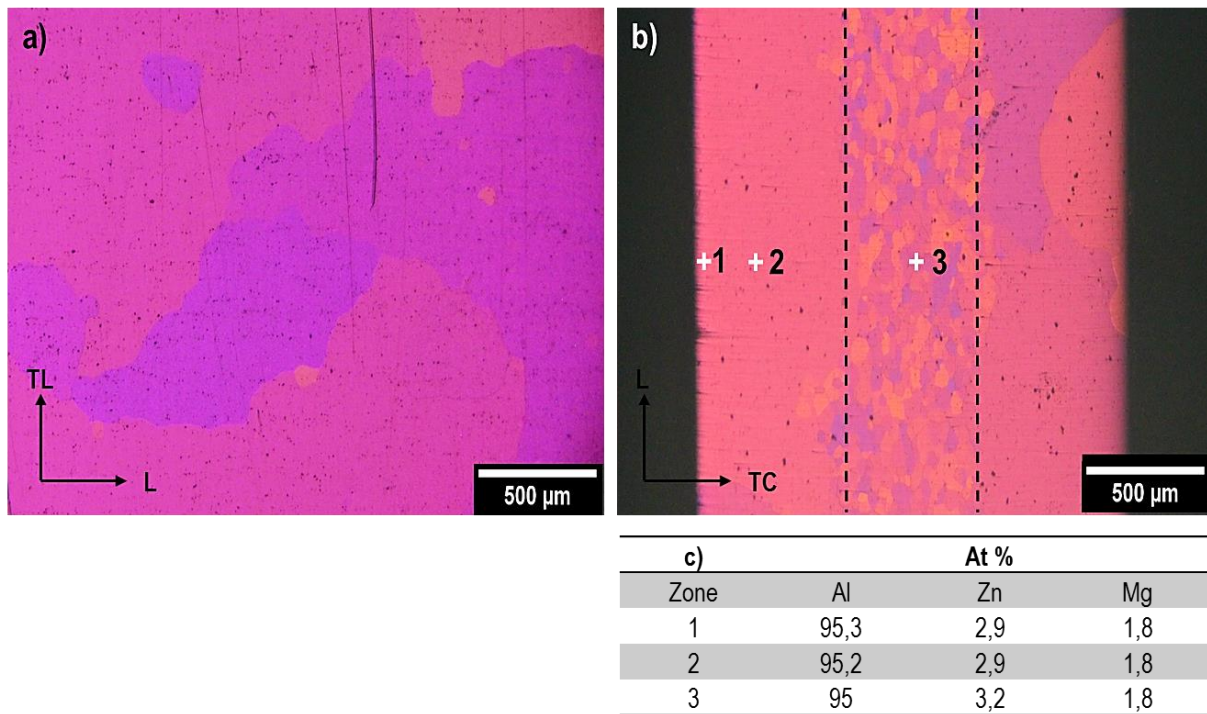 a)
TL
L
500 µm
b)
+1 +2 +3
L
TC
500 µm
c) At %
Zone Al Zn Mg
1 95,3 2,9 1,8
2 95,2 2,9 1,8
3 95 3,2 1,8